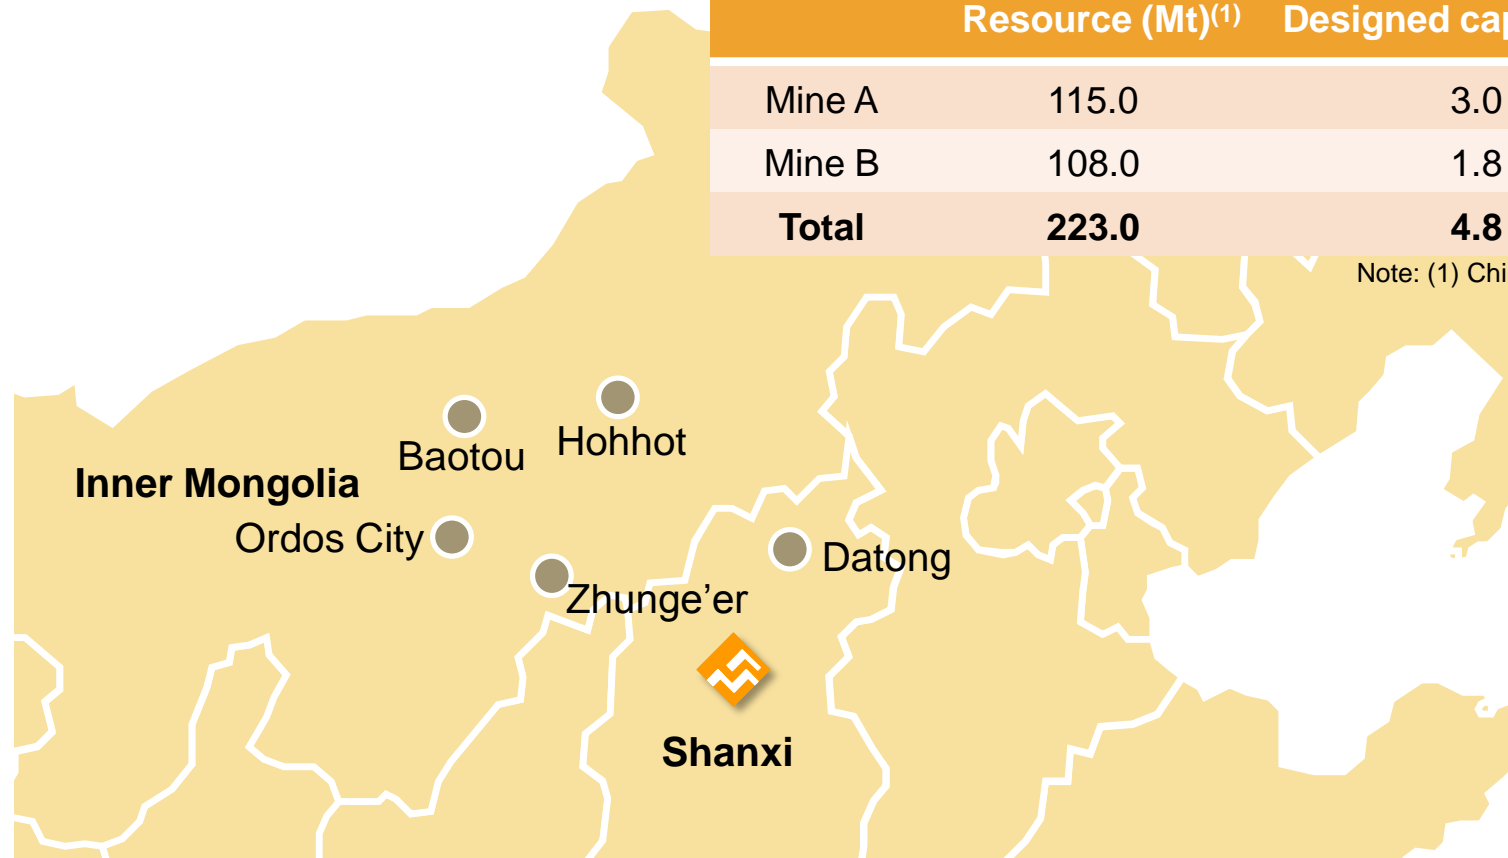 Resource (Mt)(1) Designed cap
Mine A 115.0 3.0
Mine B 108.0 1.8
Total 223.0 4.8
Note: (1) Chi
Hohhot
Baotou
Inner Mongolia
Ordos City
Datong
Zhunge’er
Shanxi